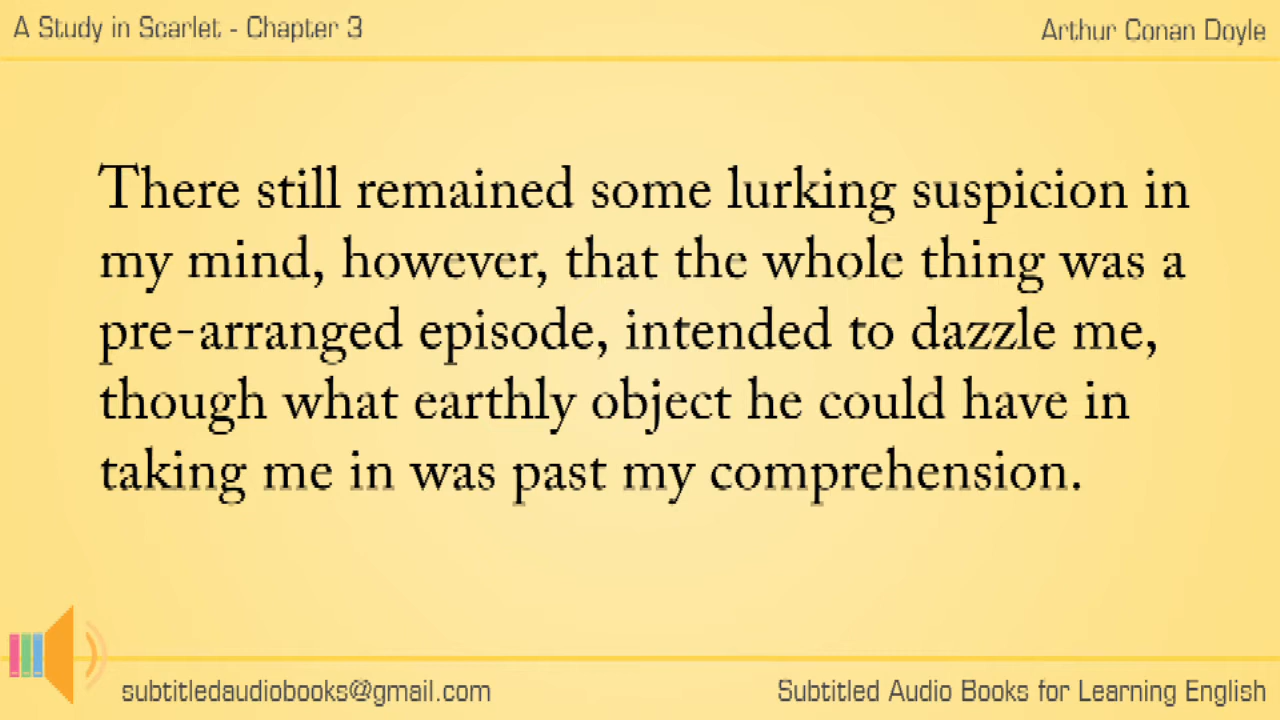 A Study in Scarlet - Chapter 3
Arthur Conan Doyle
There still remained some lurking suspicion in
my mind, however, that the whole thing was a
pre-arranged episode, intended to dazzle me,
though what earthly object he could have in
taking me in was past my comprehension.
subtitledaudiobooks@gmail.com
Subtitled Audio Books for Learning English